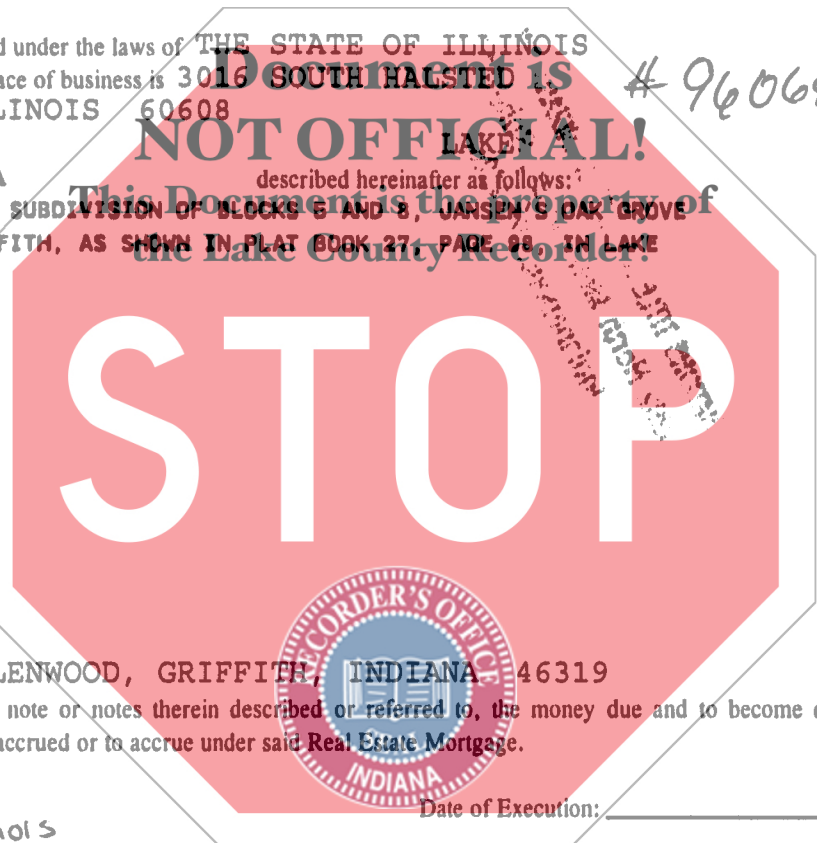 d under the laws of THE STATE OF ILLINOIS
ace of business is 3016 SOUTH HALSTED
LINOIS 60608
# 96069
Document is
NOT OFFICIAL!
LAKE
described hereinafter as follows:
This Document is the property of
the Lake County Recorder!
SUBDIVISION OF BLOCKS 5 AND 8, JANSEN'S OAK GROVE
FITH, AS SHOWN IN PLAT BOOK 27, PAGE 88, IN LAKE
STOP
RECORDER'S OFFICE
INDIANA
LENWOOD, GRIFFITH, INDIANA 46319
note or notes therein described or referred to, the money due and to become
accrued or to accrue under said Real Estate Mortgage.
Date of Execution:
nois